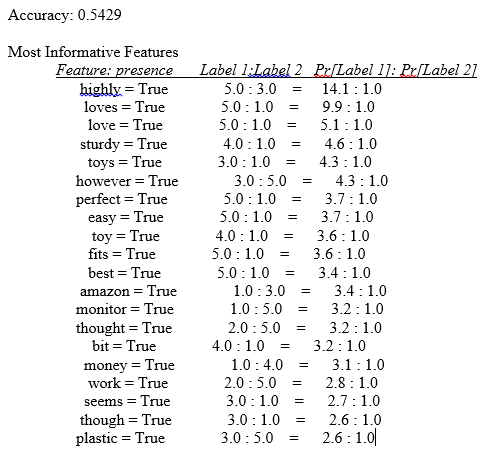 Accuracy: 0.5429
Most Informative Features
Feature: presence Label 1:Label 2 Pr[Label 1]: Pr[Label 2]
highly = True 5.0 : 3.0 = 14.1 : 1.0
loves = True 5.0 : 1.0 = 9.9 : 1.0
love = True 5.0 : 1.0 = 5.1 : 1.0
sturdy = True 4.0 : 1.0 = 4.6 : 1.0
toys = True 3.0 : 1.0 = 4.3 : 1.0
however = True 3.0 : 5.0 = 4.3 : 1.0
perfect = True 5.0 : 1.0 = 3.7 : 1.0
easy = True 5.0 : 1.0 = 3.7 : 1.0
toy = True 4.0 : 1.0 = 3.6 : 1.0
fits = True 5.0 : 1.0 = 3.6 : 1.0
best = True 5.0 : 1.0 = 3.4 : 1.0
amazon = True 1.0 : 3.0 = 3.4 : 1.0
monitor = True 1.0 : 5.0 = 3.2 : 1.0
thought = True 2.0 : 5.0 = 3.2 : 1.0
bit = True 4.0 : 1.0 = 3.2 : 1.0
money = True 1.0 : 4.0 = 3.1 : 1.0
work = True 2.0 : 5.0 = 2.8 : 1.0
seems = True 3.0 : 1.0 = 2.7 : 1.0
though = True 3.0 : 1.0 = 2.6 : 1.0
plastic = True 3.0 : 5.0 = 2.6 : 1.0